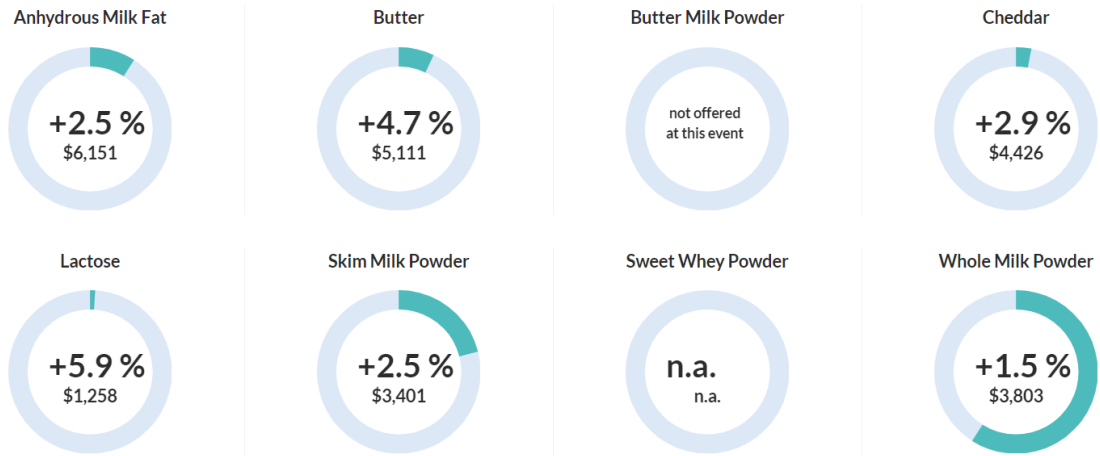 Anhydrous Milk Fat
+2.5 %
$6,151
Butter
+4.7 %
$5,111
Butter Milk Powder
not offered
at this event
Cheddar
+2.9 %
$4,426
Lactose
+5.9 %
$1,258
Skim Milk Powder
+2.5 %
$3,401
Sweet Whey Powder
n.a.
n.a.
Whole Milk Powder
+1.5 %
$3,803